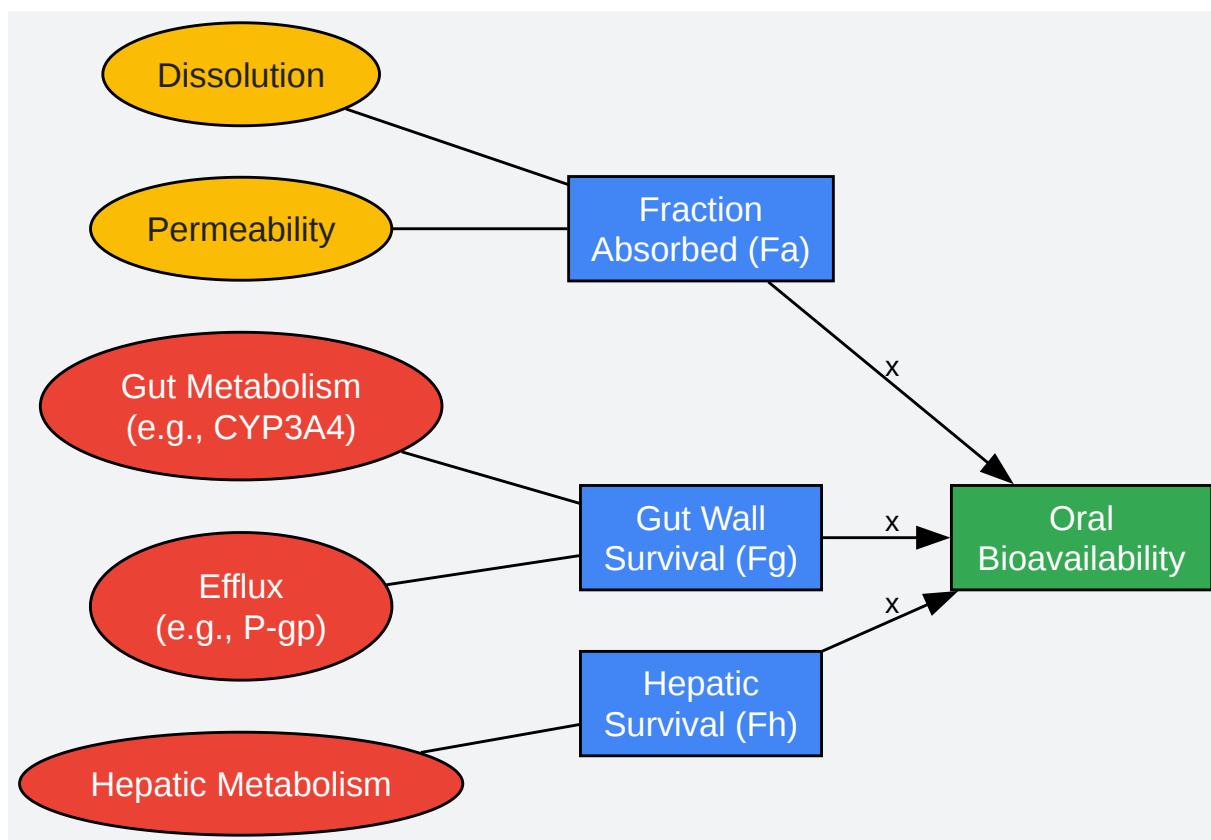 Dissolution
Permeability
Fraction
Absorbed (Fa)
Gut Metabolism
(e.g., CYP3A4)
x
Gut Wall
Survival (Fg)
x
Oral
Bioavailability
Efflux
(e.g., P-gp)
x
Hepatic
Survival (Fh)
Hepatic Metabolism